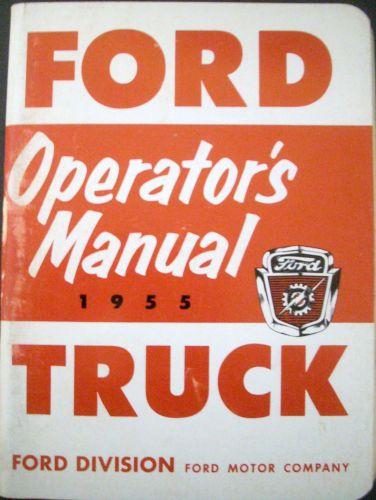 FORD
Operator's
Manual
1955
Ford
TRUCK
FORD DIVISION FORD MOTOR COMPANY